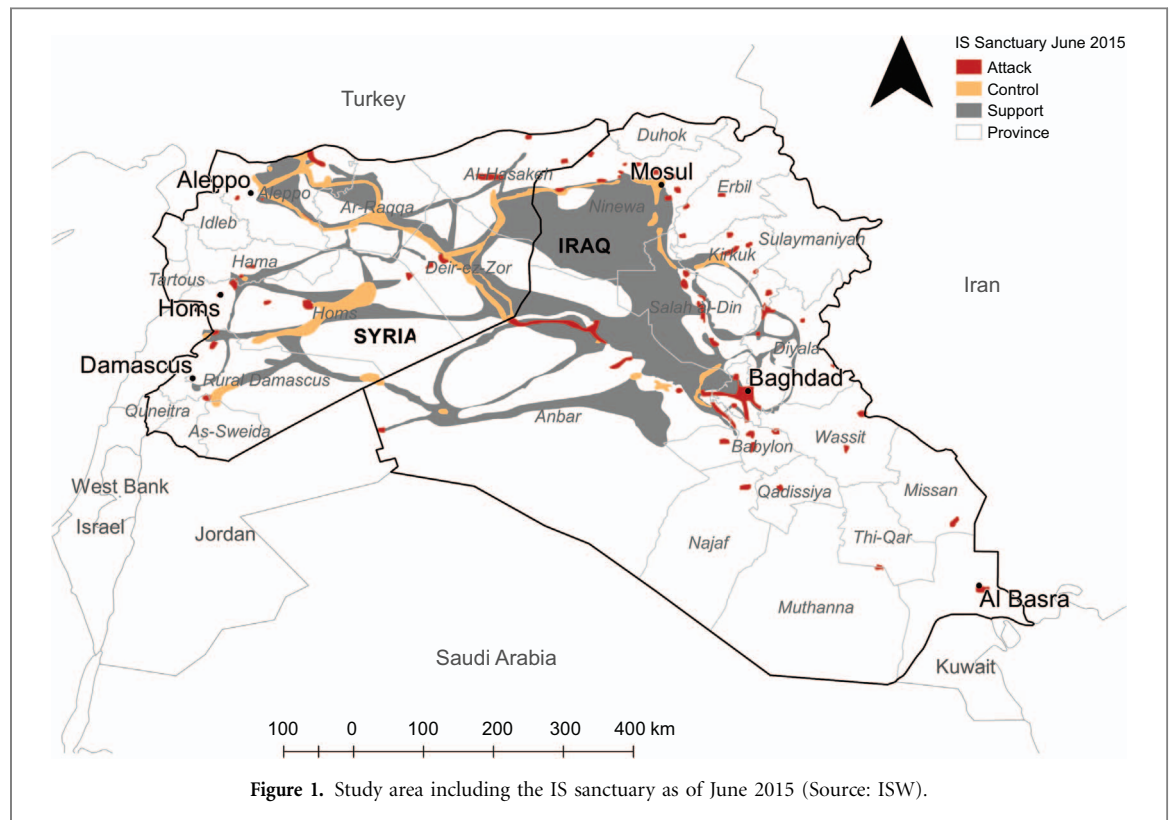 IS Sanctuary June 2015
Attack
Control
Support
Province
Turkey
Duhok
Al Hasakeh
Mosul
Aleppo
Aleppo
Erbil
Ar-Raqqa
Ninewa
Idleb
IRAQ
Sulaymaniyah
Hama
Kirkuk
Deir-ez-Zor
Tartous
Iran
Homs
Homs
Salah al-Din
SYRIA
Diyala
Damascus
Rural Damascus
Baghdad
Quneitra
Anbar
As-Sweida
Babylon
Wassit
West Bank
Qadissiya
Missan
Israel
Jordan
Najaf
Thi-Qar
Al Basra
Muthanna
Saudi Arabia
Kuwait
100 0 100 200 300 400 km
Figure 1. Study area including the IS sanctuary as of June 2015 (Source: ISW).